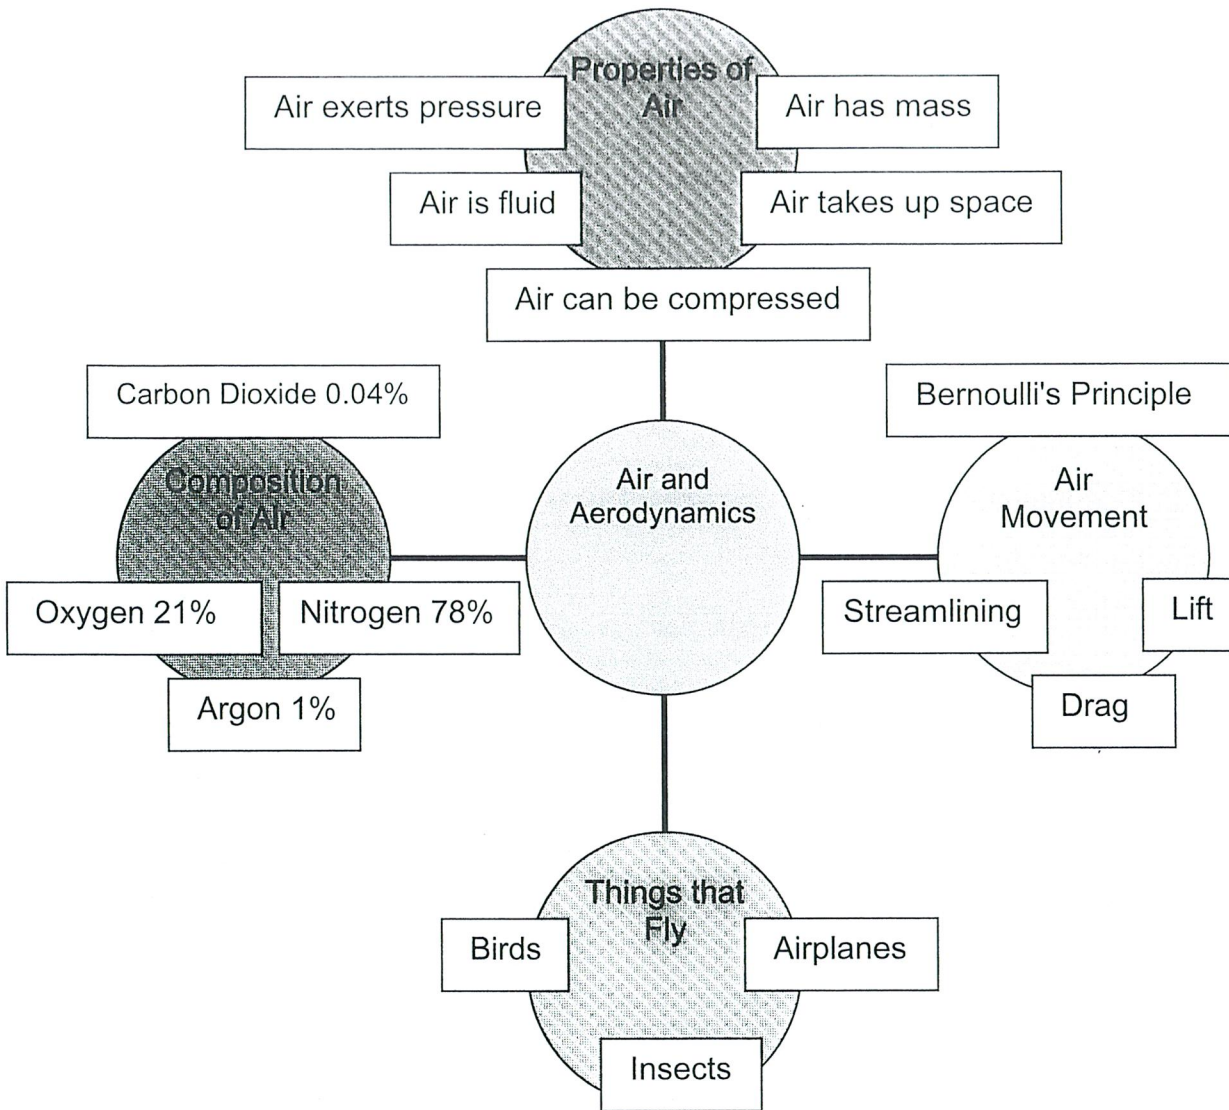 Properties of
Air
Air exerts pressure
Air has mass
Air is fluid
Air takes up space
Air can be compressed
Carbon Dioxide 0.04%
Composition
of Air
Oxygen 21%
Nitrogen 78%
Argon 1%
Air and
Aerodynamics
Bernoulli's Principle
Air
Movement
Streamlining
Lift
Drag
Things that
Fly
Birds
Airplanes
Insects